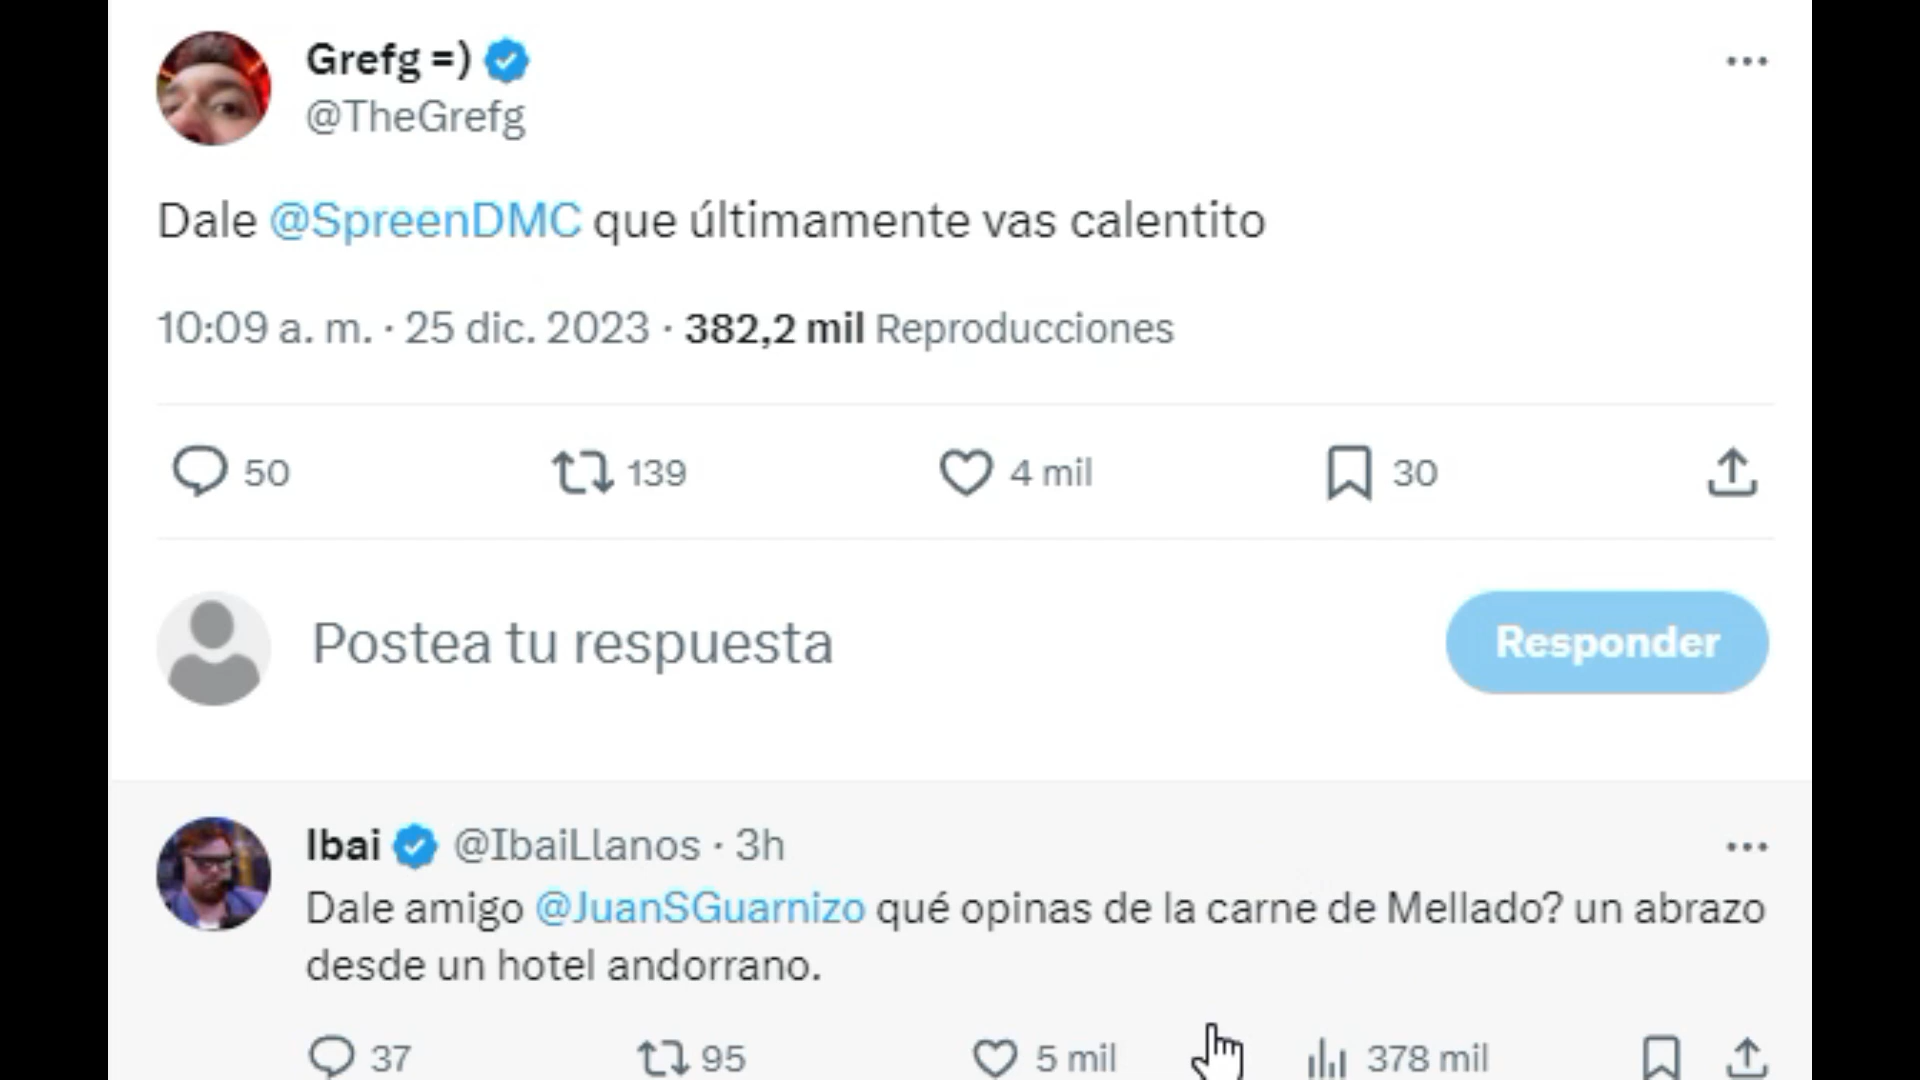 Grefg =)
@TheGrefg
Dale @SpreenDMC que últimamente vas calentito
10:09 a. m. · 25 dic. 2023 · 382,2 mil Reproducciones
50 139 4 mil 30
Postea tu respuesta Responder
Ibai @IbaiLlanos · 3h
Dale amigo @JuanSGuarnizo qué opinas de la carne de Mellado? un abrazo
desde un hotel andorrano.
37 95 5 mil 378 mil